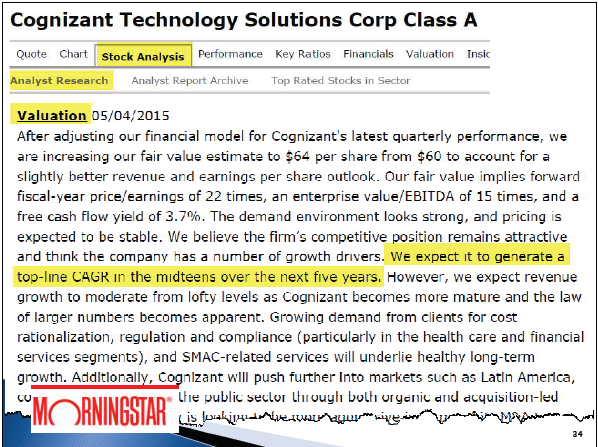 Cognizant Technology Solutions Corp Class A
Quote Chart Stock Analysis Performance Key Ratios Financials Valuation Insic
Analyst Research Analyst Report Archive Top Rated Stocks in Sector
Valuation 05/04/2015
After adjusting our financial model for Cognizant's latest quarterly performance, we
are increasing our fair value estimate to $64 per share from $60 to account for a
slightly better revenue and earnings per share outlook. Our fair value implies forward
fiscal-year price/earnings of 22 times, an enterprise value/EBITDA of 15 times, and a
free cash flow yield of 3.7%. The demand environment looks strong, and pricing is
expected to be stable. We believe the firm's competitive position remains attractive
and think the company has a number of growth drivers. We expect it to generate a
top-line CAGR in the midteens over the next five years. However, we expect revenue
growth to moderate from lofty levels as Cognizant becomes more mature and the law
of larger numbers becomes apparent. Growing demand from clients for cost
rationalization, regulation and compliance (particularly in the health care and financial
services segments), and SMAC-related services will underlie healthy long-term
growth. Additionally, Cognizant will push further into markets such as Latin America,
co the public sector through both organic and acquisition-led
MORNINGSTAR®
34